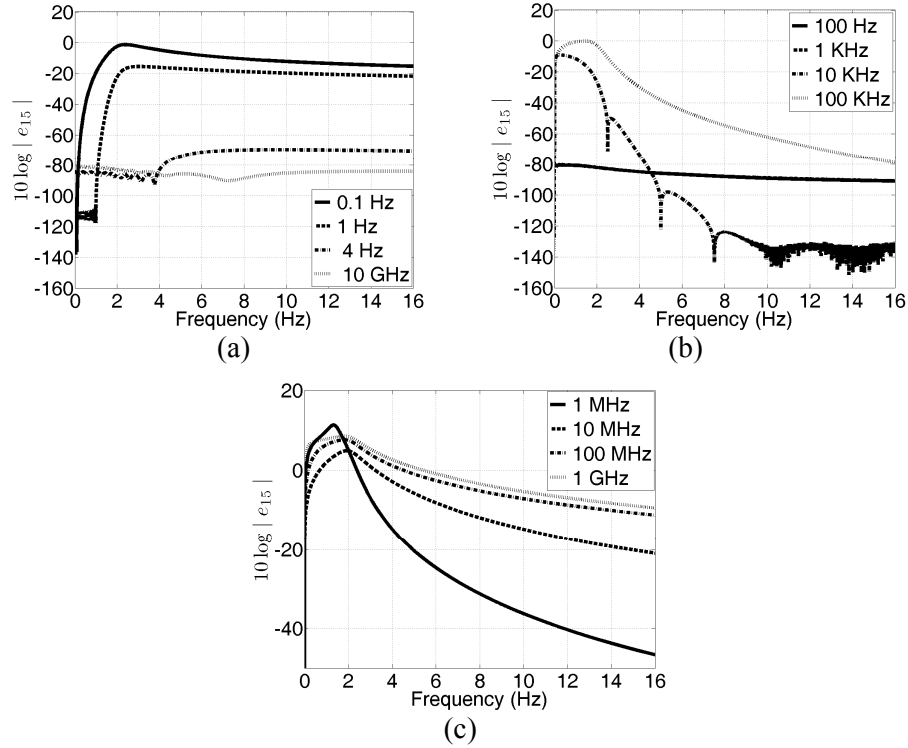 20
0
-20
-40
-60
-80
-100
-120
-140
-160
0 2 4 6 8 10 12 14 16
10 log | e15 |
Frequency (Hz)
0.1 Hz
1 Hz
4 Hz
10 GHz
(a)
20
0
-20
-40
-60
-80
-100
-120
-140
-160
0 2 4 6 8 10 12 14 16
10 log | e15 |
Frequency (Hz)
100 Hz
1 KHz
10 KHz
100 KHz
(b)
20
0
-20
-40
0 2 4 6 8 10 12 14 16
10 log | e15 |
Frequency (Hz)
1 MHz
10 MHz
100 MHz
1 GHz
(c)